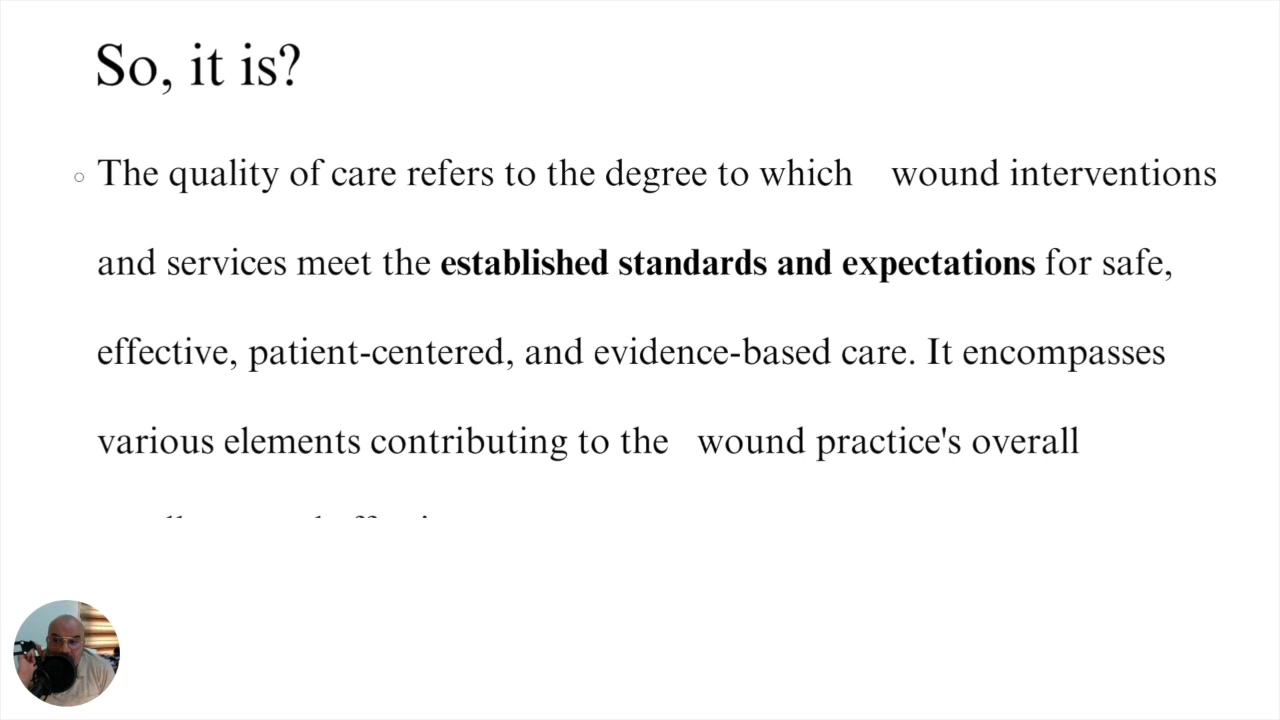 So, it is?
The quality of care refers to the degree to which wound interventions
and services meet the established standards and expectations for safe,
effective, patient-centered, and evidence-based care. It encompasses
various elements contributing to the wound practice's overall